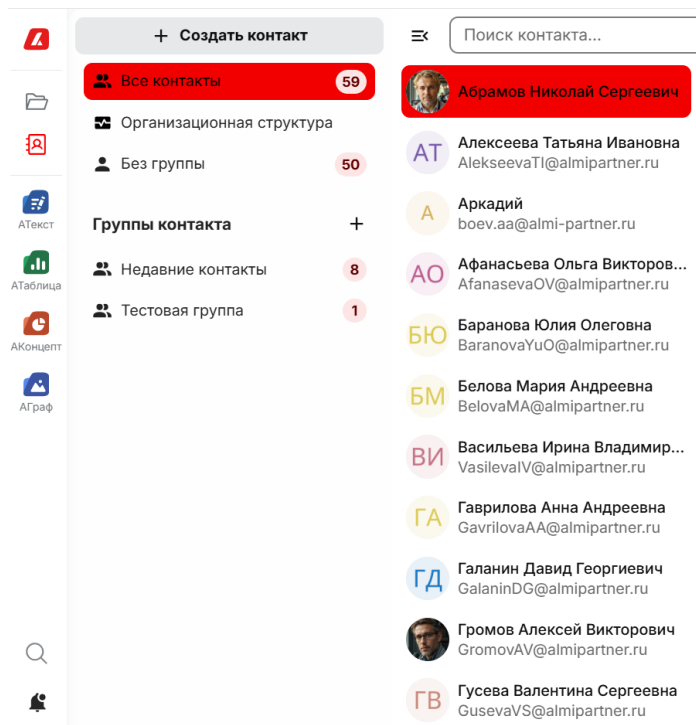 Создать контакт
Все контакты 59
Организационная структура
Без группы 50
Группы контакта
Недавние контакты 8
Тестовая группа 1
АТекст
АТаблица
АКонцепт
АГраф
Поиск контакта...
Абрамов Николай Сергеевич
АТ
Алексеева Татьяна Ивановна
AlekseevaTI@almipartner.ru
А
Аркадий
boev.aa@almi-partner.ru
АО
Афанасьева Ольга Викторов...
AfanasevaOV@almipartner.ru
БЮ
Баранова Юлия Олеговна
BaranovaYuO@almipartner.ru
БМ
Белова Мария Андреевна
BelovaMA@almipartner.ru
ВИ
Васильева Ирина Владимир...
VasilevaIV@almipartner.ru
ГА
Гаврилова Анна Андреевна
GavrilovaAA@almipartner.ru
ГД
Галанин Давид Георгиевич
GalaninDG@almipartner.ru
Громов Алексей Викторович
GromovAV@almipartner.ru
ГВ
Гусева Валентина Сергеевна
GusevaVS@almipartner.ru